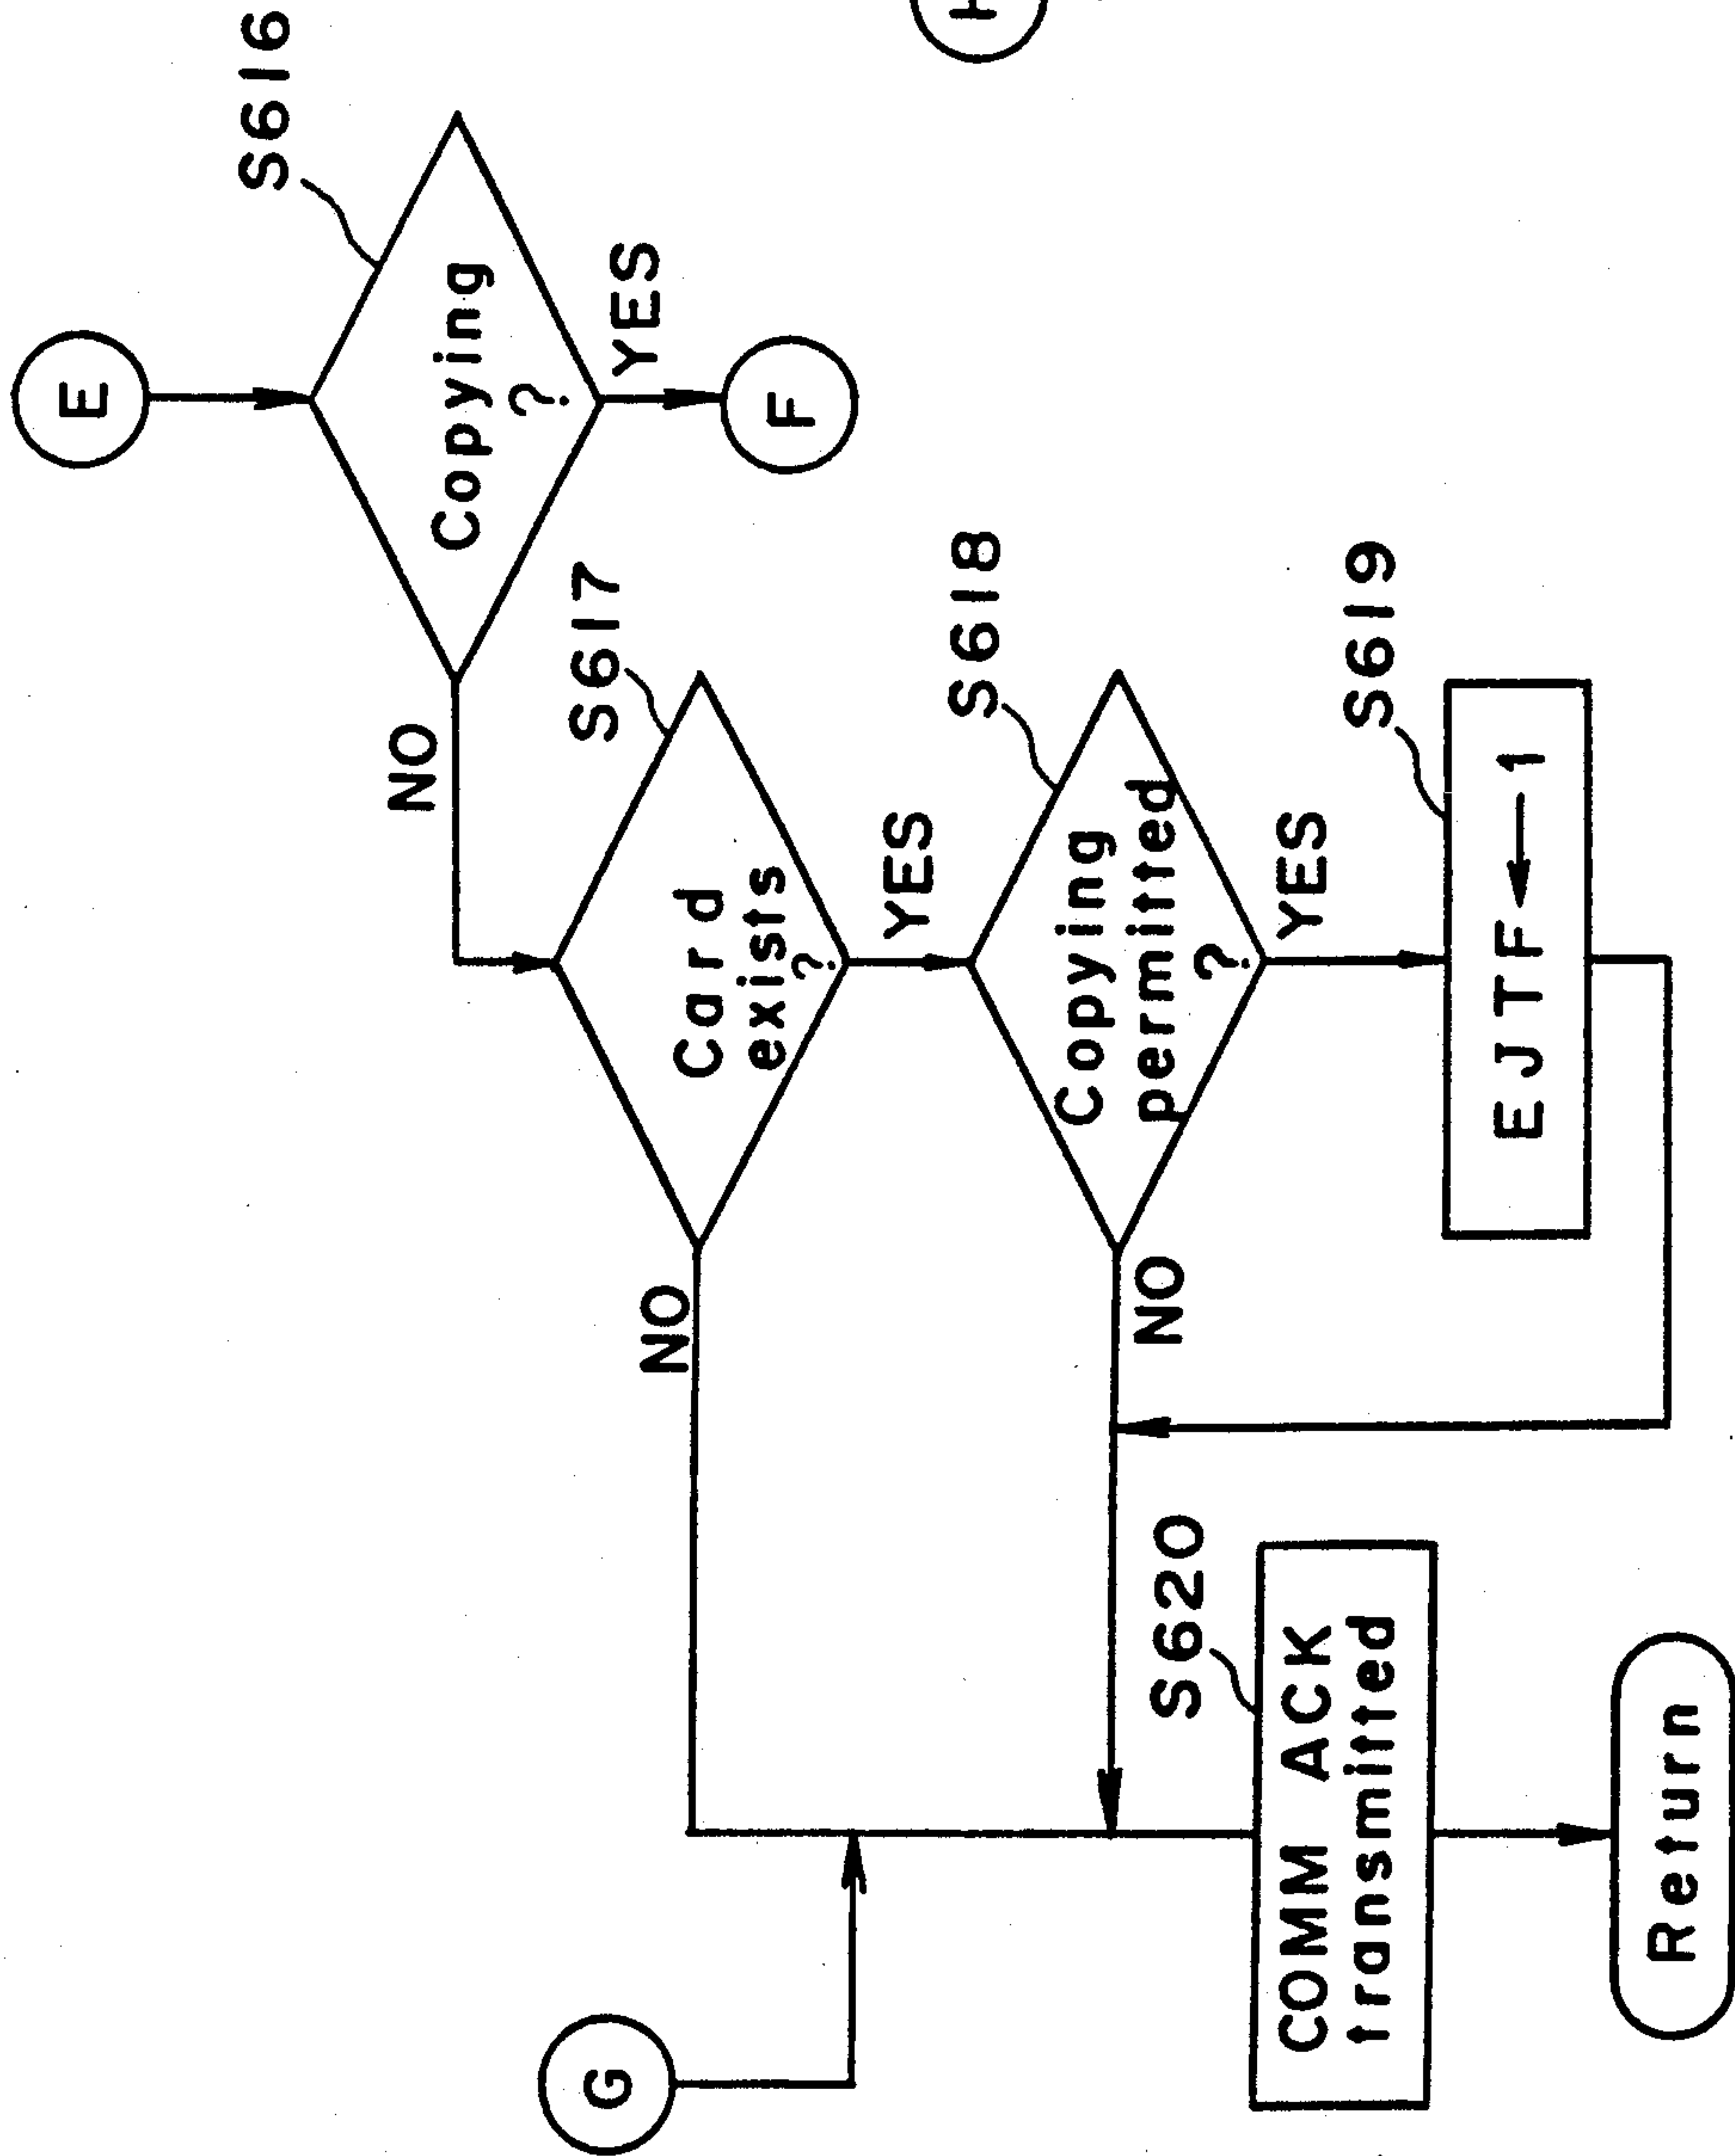 E
S616
Copying
?
YES
F
NO
S617
Card
exists
?
YES
NO
S618
Copying
permitted
?
YES
NO
S619
EJTF ← 1
G
S620
COMM ACK
transmitted
Return